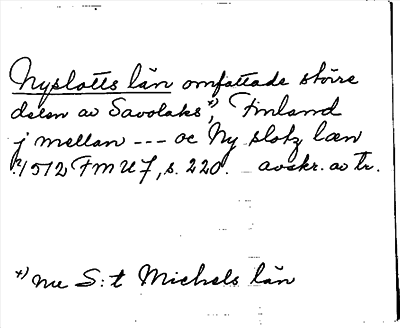 Nyslotts län omfattade större
delen av Savolaks*), Finland
j mellan --- oc Ny slotz læn
?/1512 FMU 7, s. 220. avskr. av tr.
*) nu S:t Michels län